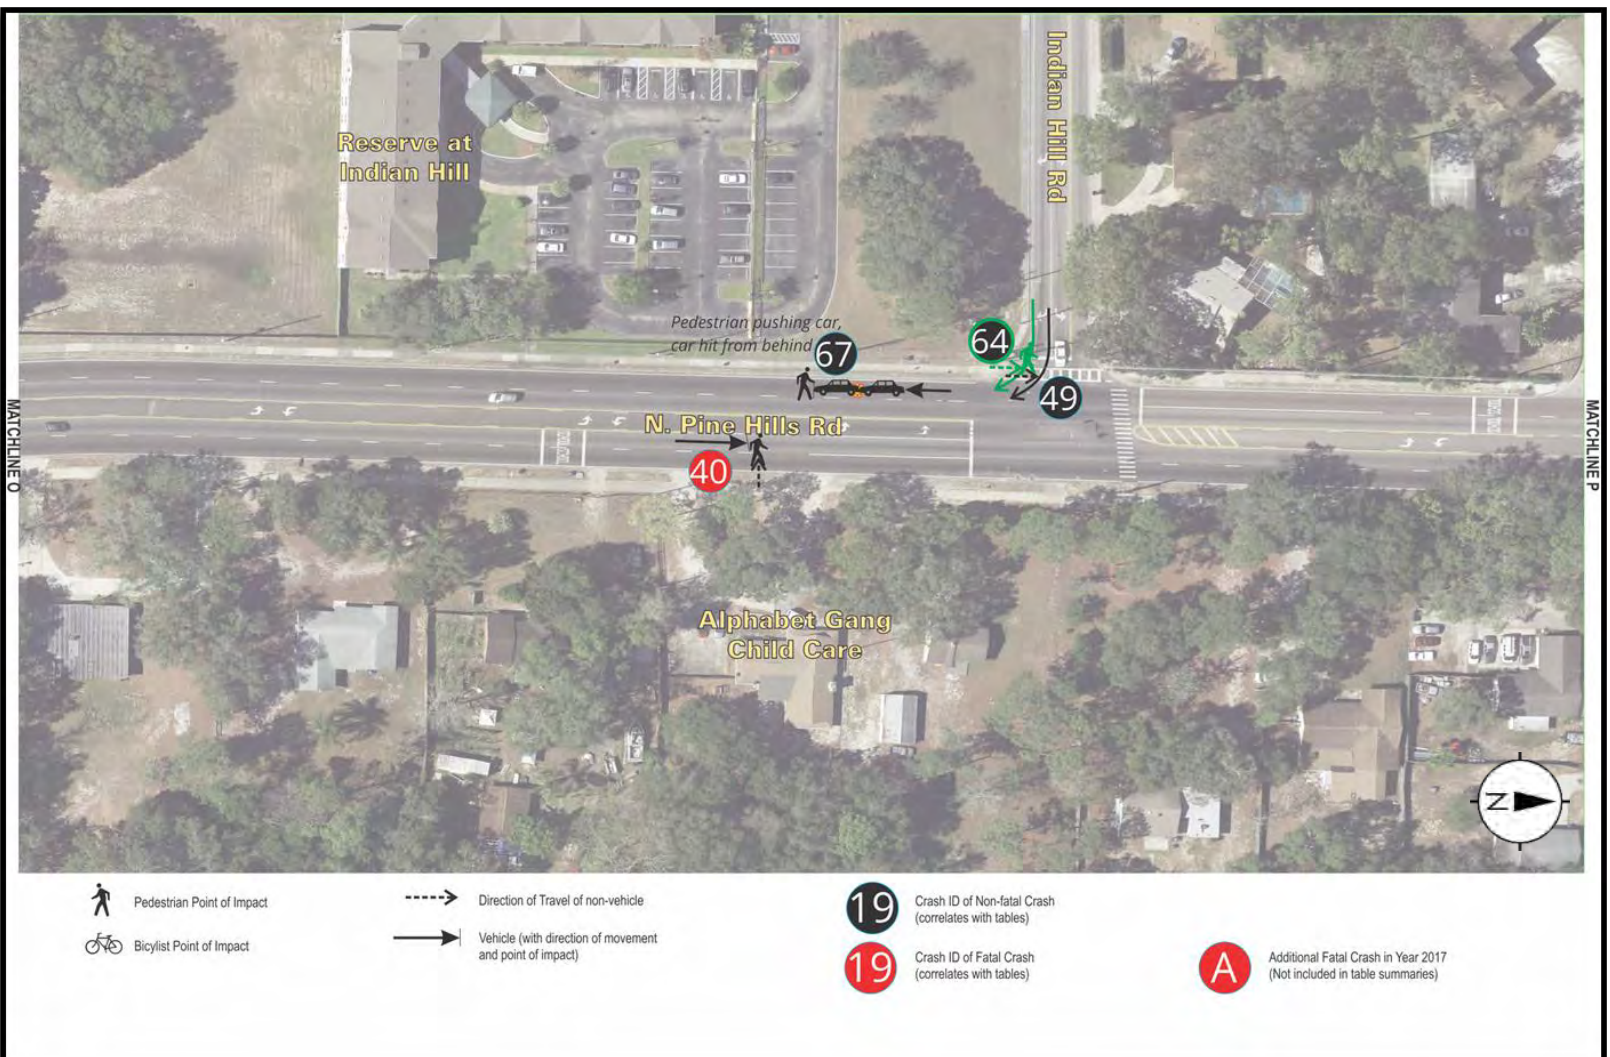 Indian Hill Rd
Reserve at
Indian Hill
Pedestrian pushing car,
car hit from behind
67
64
49
MATCHLINE O
N. Pine Hills Rd
MATCHLINE P
40
Alphabet Gang
Child Care
N
Pedestrian Point of Impact
Bicylist Point of Impact
Direction of Travel of non-vehicle
Vehicle (with direction of movement
and point of impact)
19
Crash ID of Non-fatal Crash
(correlates with tables)
19
Crash ID of Fatal Crash
(correlates with tables)
A
Additional Fatal Crash in Year 2017
(Not included in table summaries)